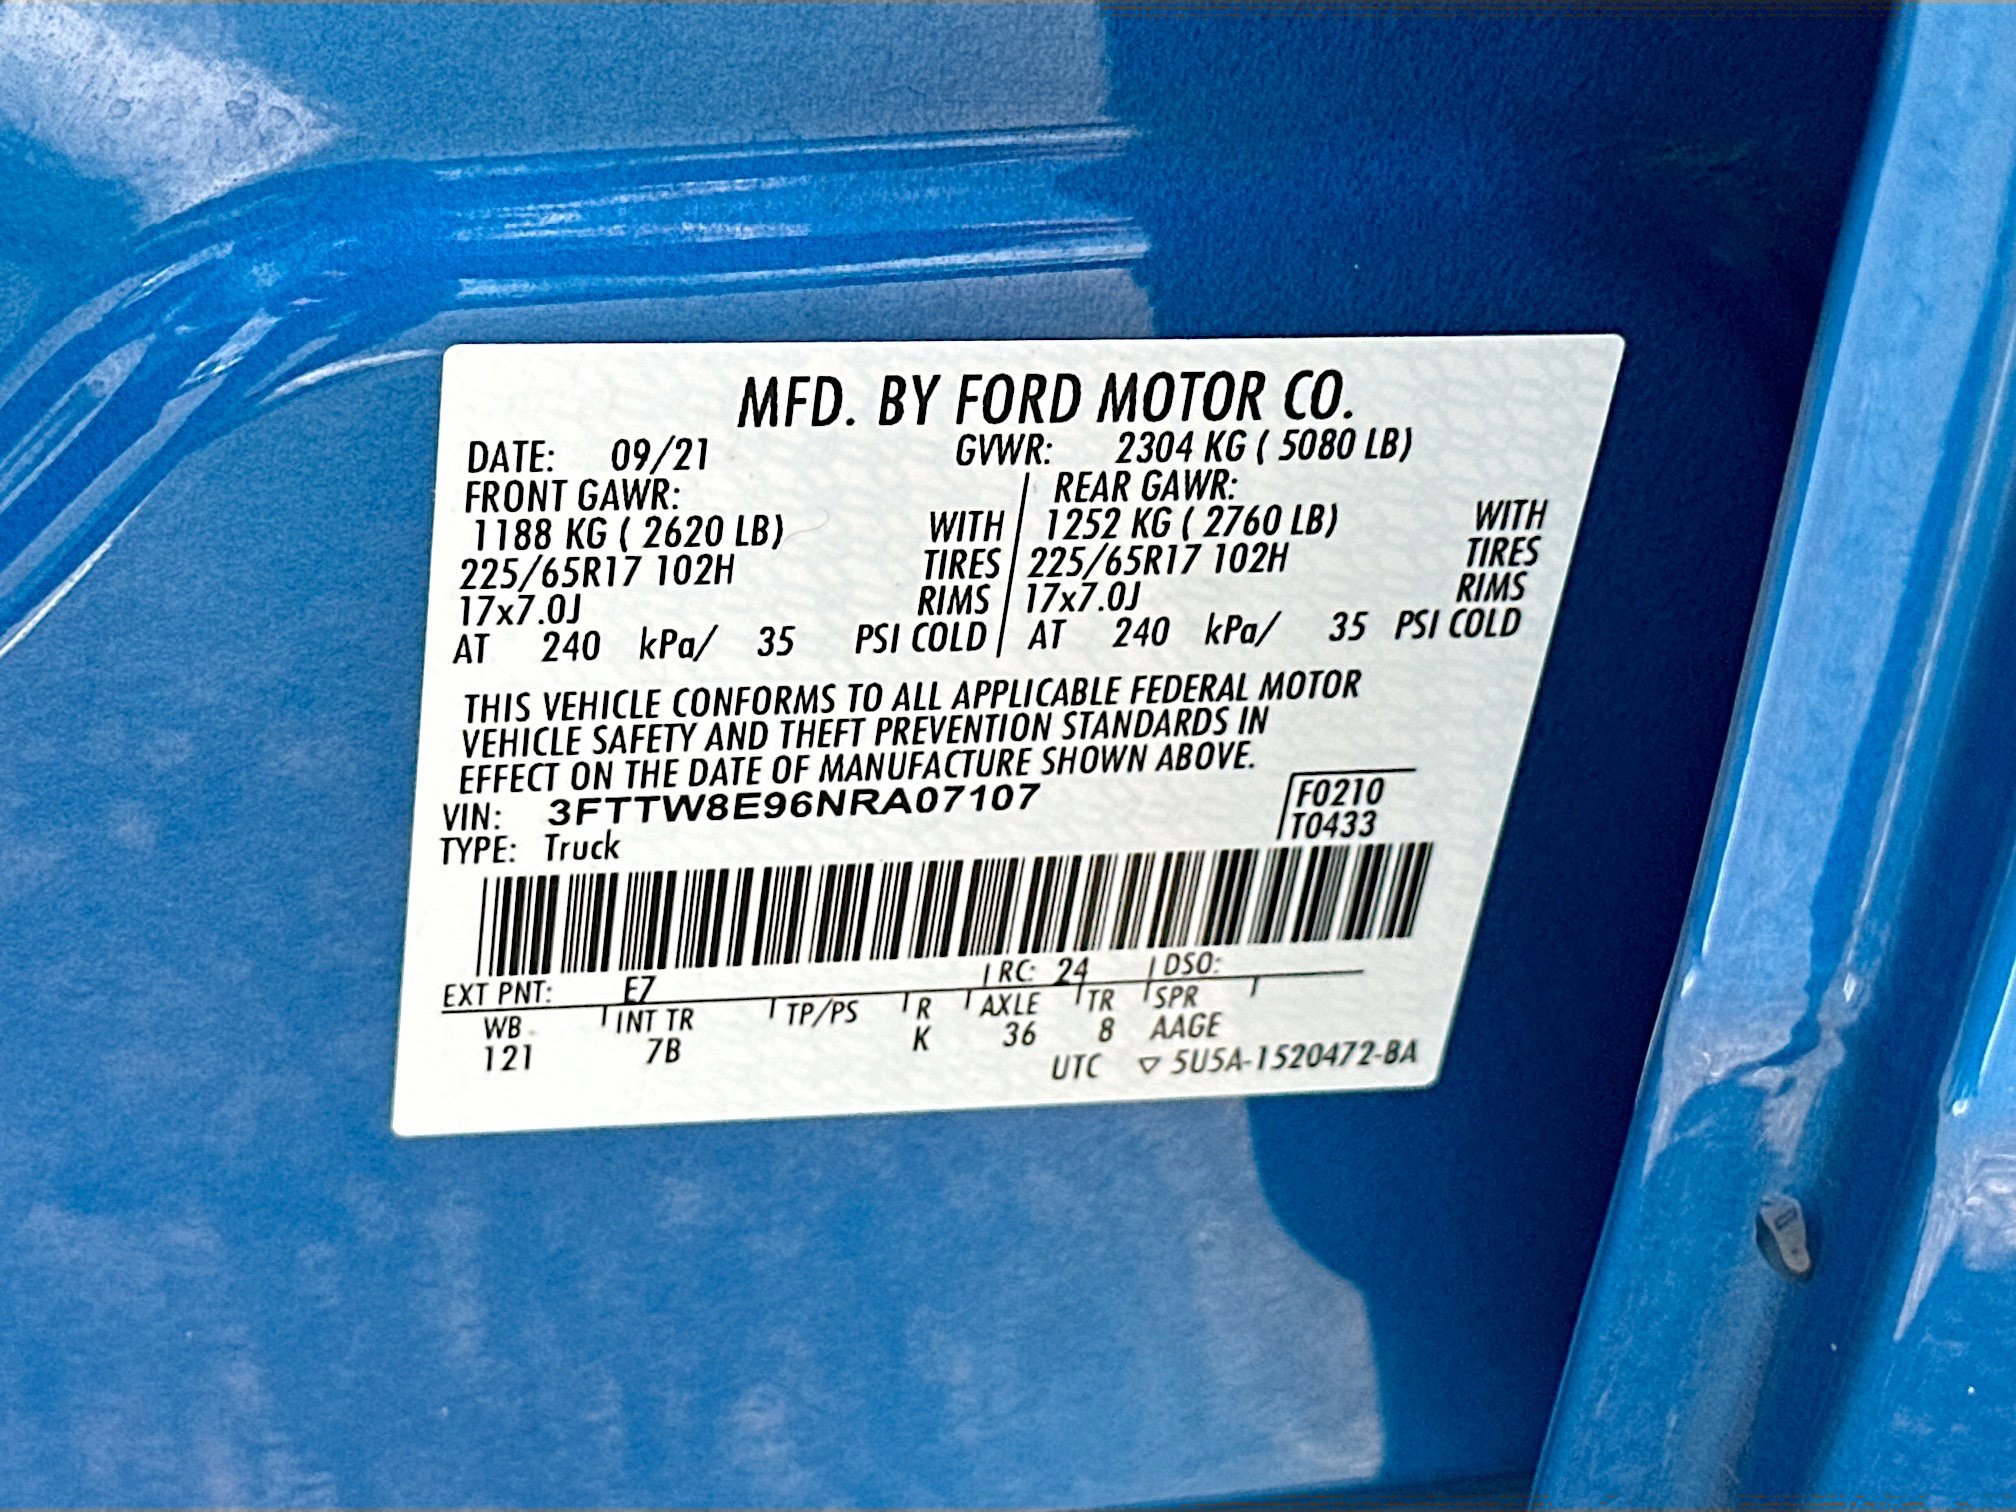 MFD. BY FORD MOTOR CO.
DATE: 09/21 GVWR: 2304 KG ( 5080 LB)
FRONT GAWR: REAR GAWR:
1188 KG ( 2620 LB) WITH 1252 KG ( 2760 LB) WITH
225/65R17 102H TIRES 225/65R17 102H TIRES
17x7.0J RIMS 17x7.0J RIMS
AT 240 kPa/ 35 PSI COLD AT 240 kPa/ 35 PSI COLD
THIS VEHICLE CONFORMS TO ALL APPLICABLE FEDERAL MOTOR
VEHICLE SAFETY AND THEFT PREVENTION STANDARDS IN
EFFECT ON THE DATE OF MANUFACTURE SHOWN ABOVE.
VIN: 3FTTW8E96NRA07107 F0210
TYPE: Truck T0433
EXT PNT: EZ RC: 24 DSO:
WB INT TR TP/PS R AXLE TR SPR
121 7B K 36 8 AAGE
UTC ▽ 5U5A-1520472-BA